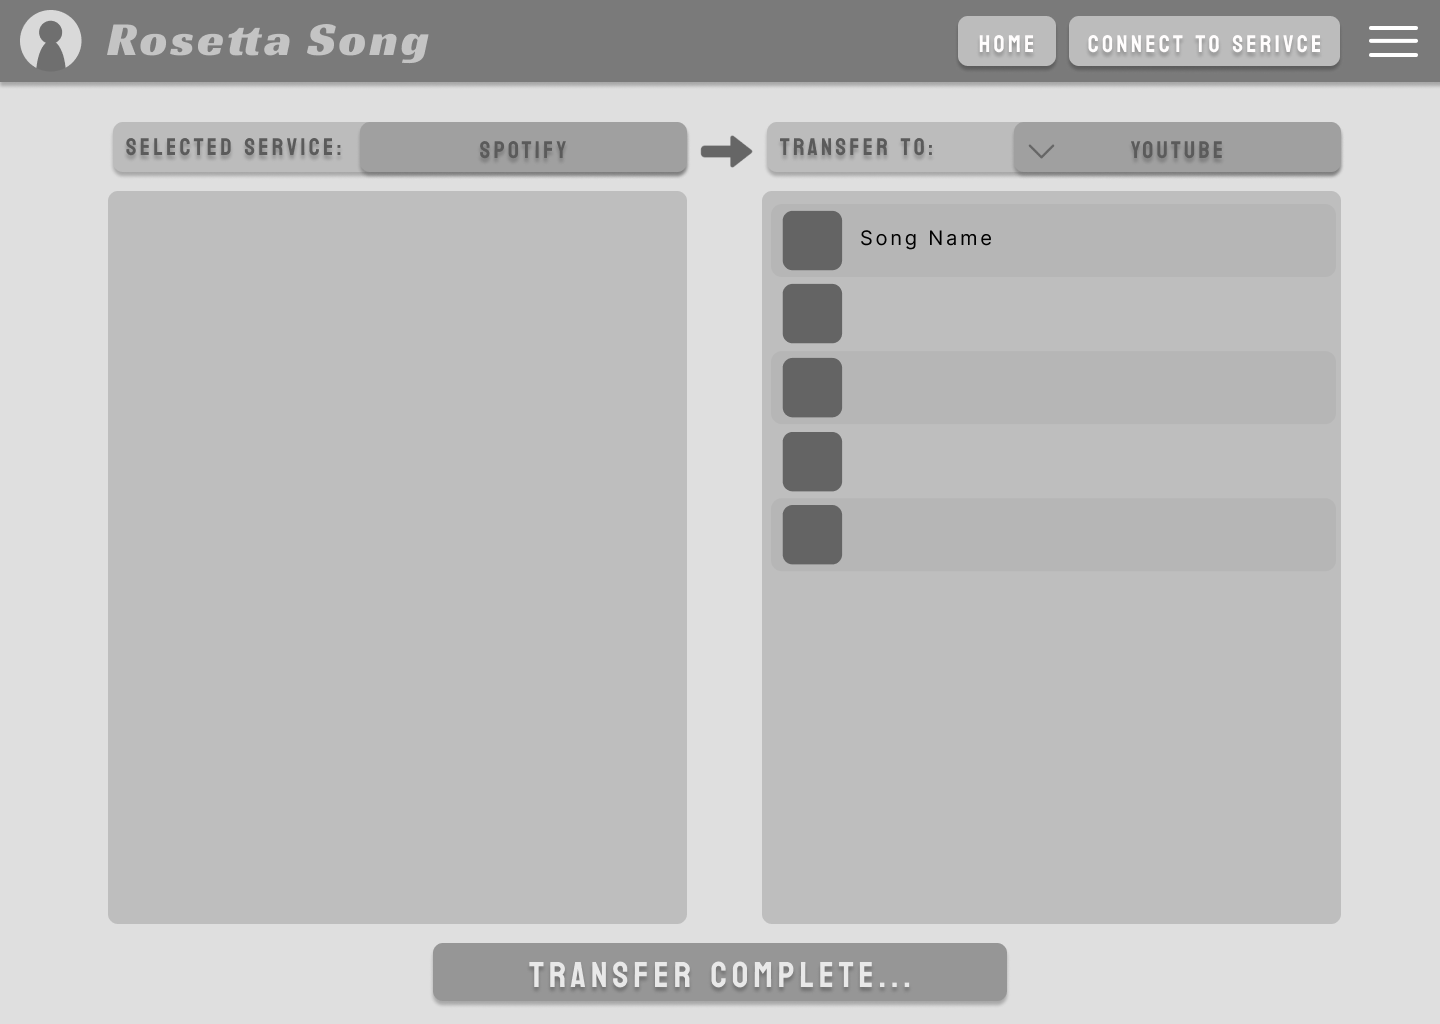 Rosetta Song
HOME
CONNECT TO SERIVCE
SELECTED SERVICE:
SPOTIFY
TRANSFER TO:
YOUTUBE
Song Name
TRANSFER COMPLETE...